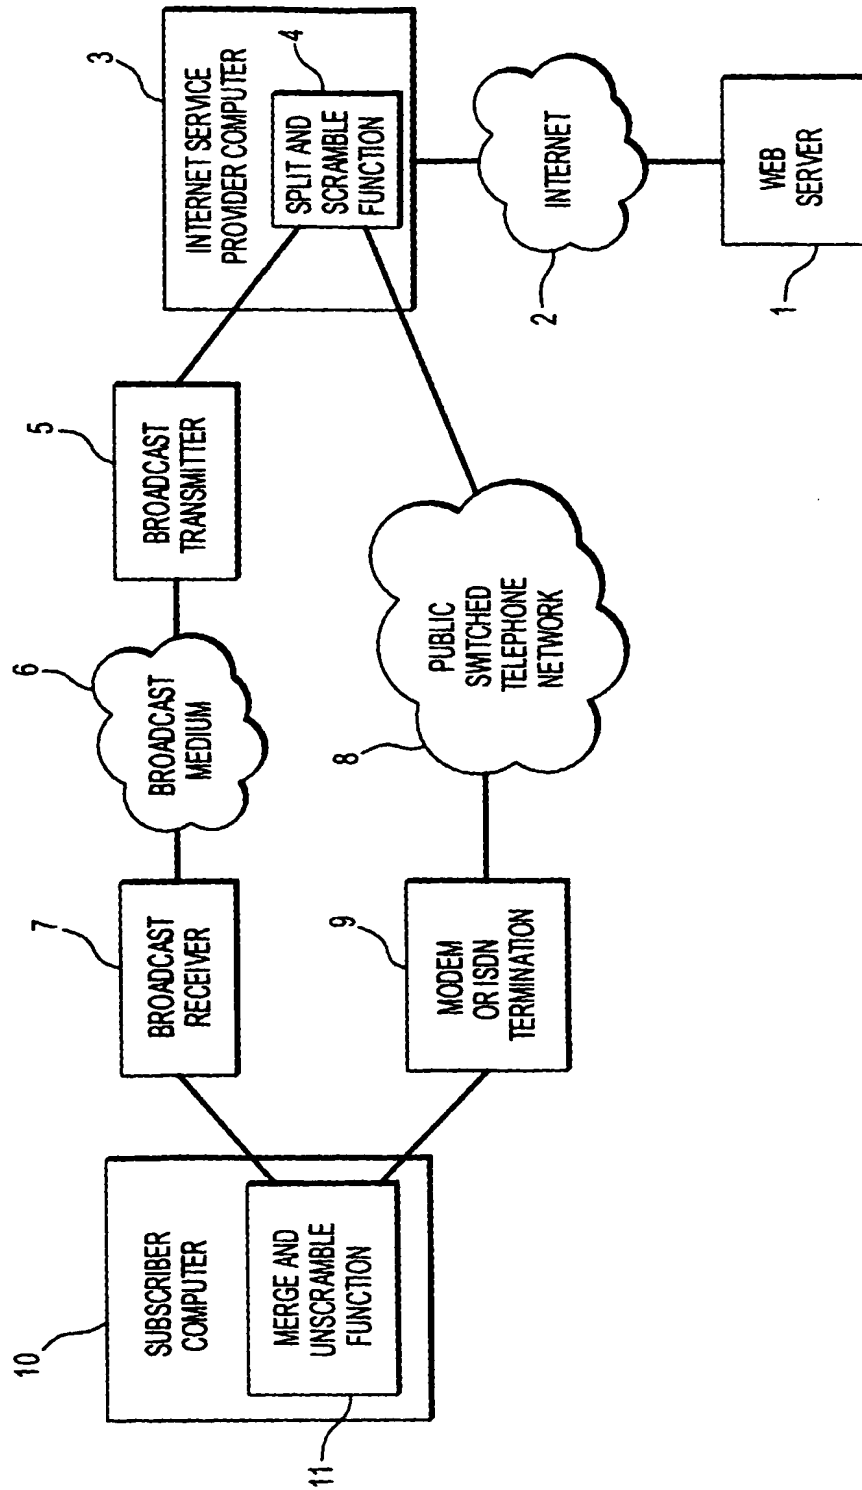 10
SUBSCRIBER
COMPUTER
MERGE AND
UNSCRAMBLE
FUNCTION
11
7
BROADCAST
RECEIVER
6
BROADCAST
MEDIUM
5
BROADCAST
TRANSMITTER
3
INTERNET SERVICE
PROVIDER COMPUTER
4
SPLIT AND
SCRAMBLE
FUNCTION
9
MODEM
OR ISDN
TERMINATION
8
PUBLIC
SWITCHED
TELEPHONE
NETWORK
2
INTERNET
1
WEB
SERVER